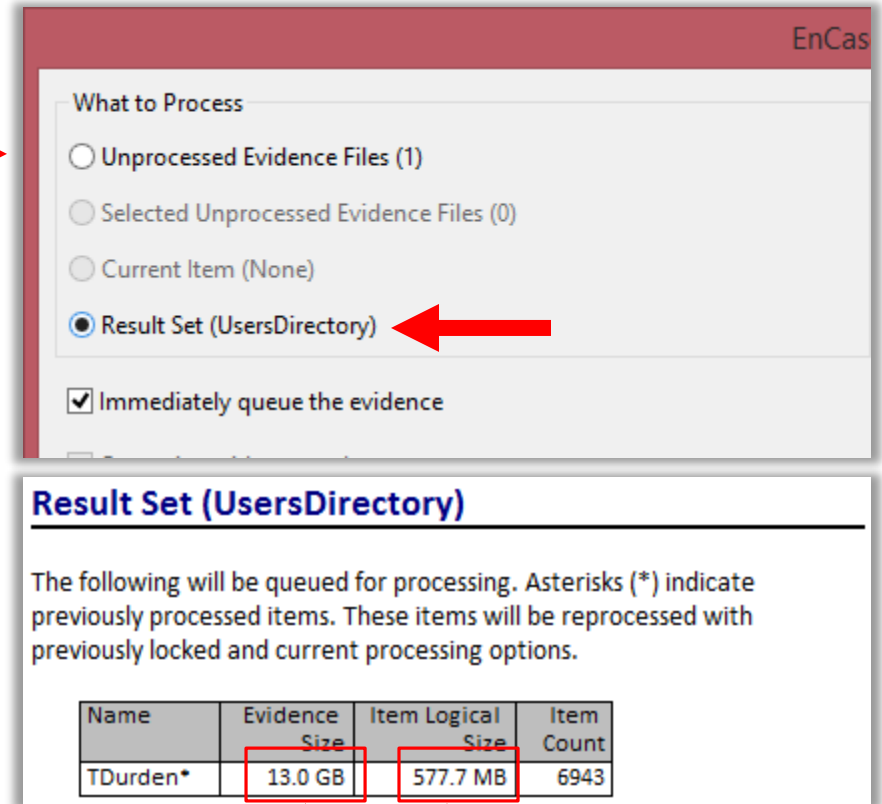 EnCas
What to Process
Unprocessed Evidence Files (1)
Selected Unprocessed Evidence Files (0)
Current Item (None)
Result Set (UsersDirectory)
Immediately queue the evidence
Result Set (UsersDirectory)
The following will be queued for processing. Asterisks (*) indicate
previously processed items. These items will be reprocessed with
previously locked and current processing options.
Name Evidence Size Item Logical Size Item Count
TDurden* 13.0 GB 577.7 MB 6943